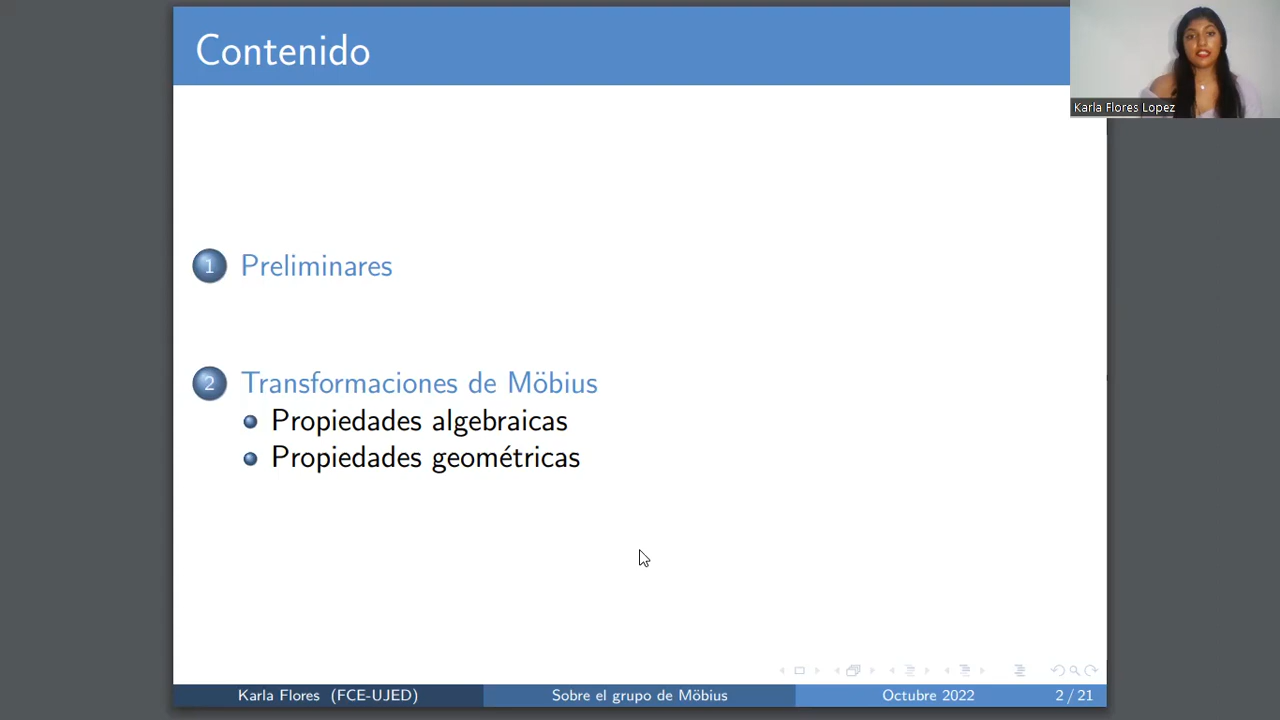 Contenido
Karla Flores Lopez
1 Preliminares
2 Transformaciones de Möbius
Propiedades algebraicas
Propiedades geométricas
Karla Flores (FCE-UJED) Sobre el grupo de Möbius Octubre 2022 2 / 21